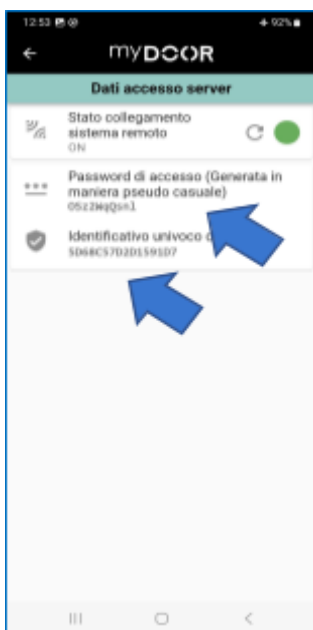 12:53
92%
myDOOR
Dati accesso server
Stato collegamento
sistema remoto
ON
Password di accesso (Generata in
maniera pseudo casuale)
Identificativo univoco